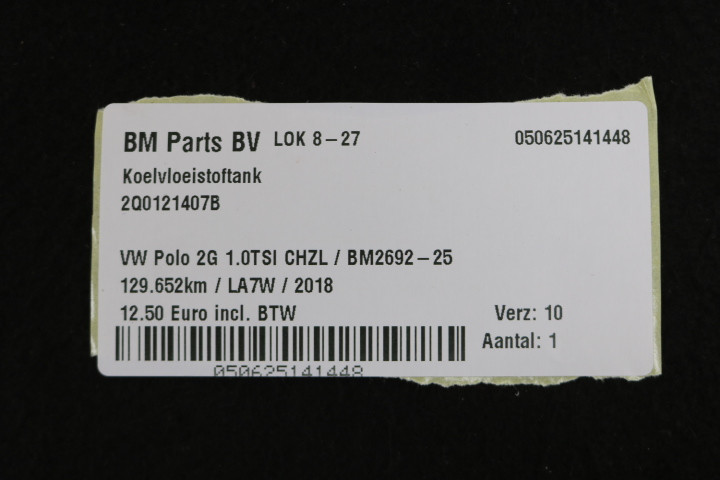 BM Parts BV LOK 8-27 050625141448
Koelvloeistoftank
2Q0121407B
VW Polo 2G 1.0TSI CHZL / BM2692-25
129.652km / LA7W / 2018
12.50 Euro incl. BTW Verz: 10
Aantal: 1
050625141448